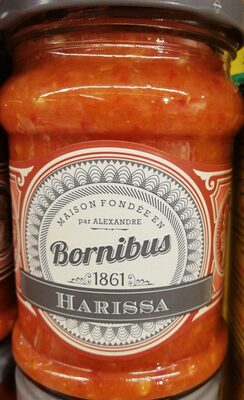 MAISON FONDÉE EN
par ALEXANDRE
Bornibus
1861
HARISSA